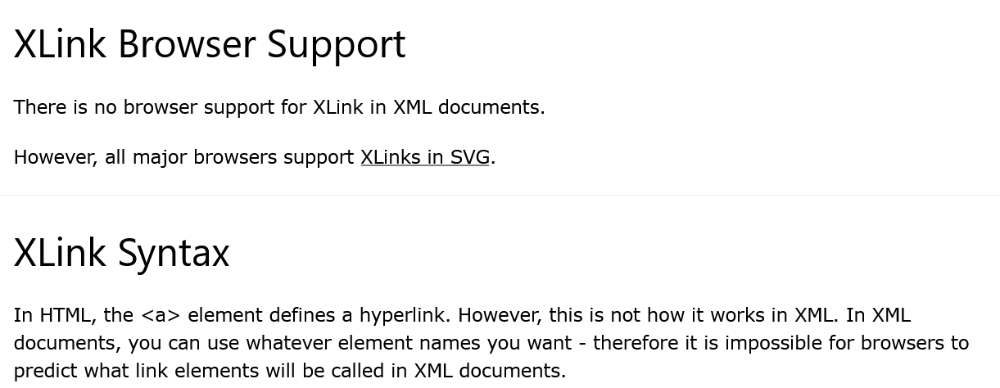 XLink Browser Support
There is no browser support for XLink in XML documents.
However, all major browsers support XLinks in SVG.
XLink Syntax
In HTML, the <a> element defines a hyperlink. However, this is not how it works in XML. In XML
documents, you can use whatever element names you want - therefore it is impossible for browsers to
predict what link elements will be called in XML documents.